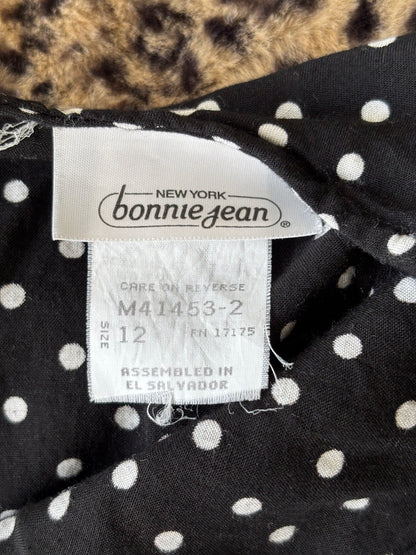 NEW YORK
bonnie jean ®
CARE ON REVERSE
M41453-2
SIZE 12 RN 17175
ASSEMBLED IN
EL SALVADOR